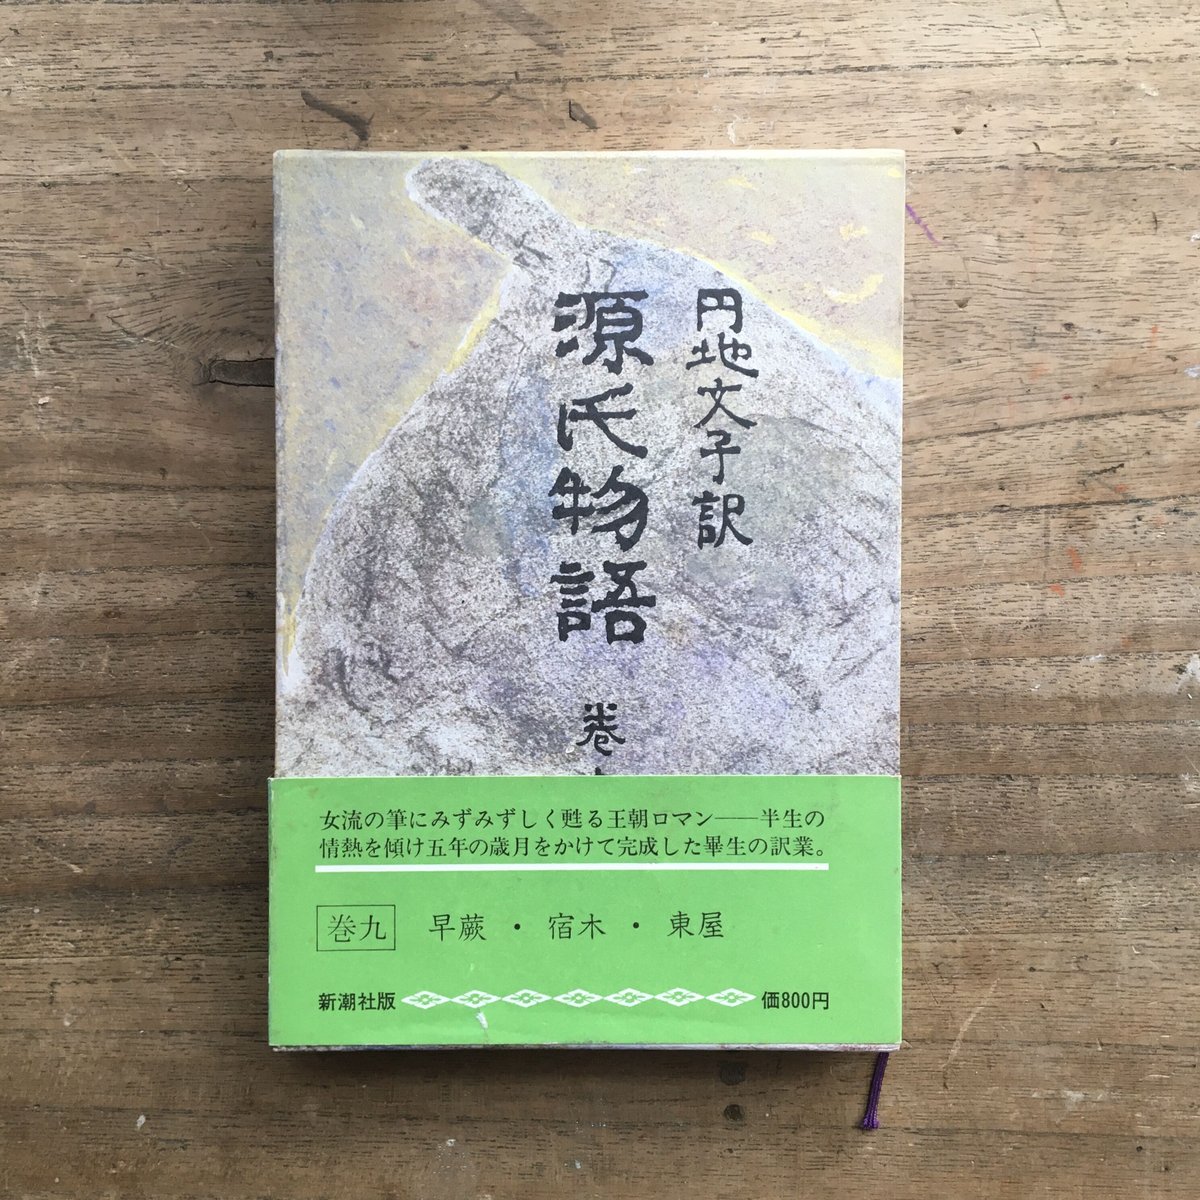 円地文子訳
源氏物語 巻
女流の筆にみずみずしく甦る王朝ロマン――半生の
情熱を傾け五年の歳月をかけて完成した畢生の訳業。
巻九 早蕨・宿木・東屋
新潮社版 価800円